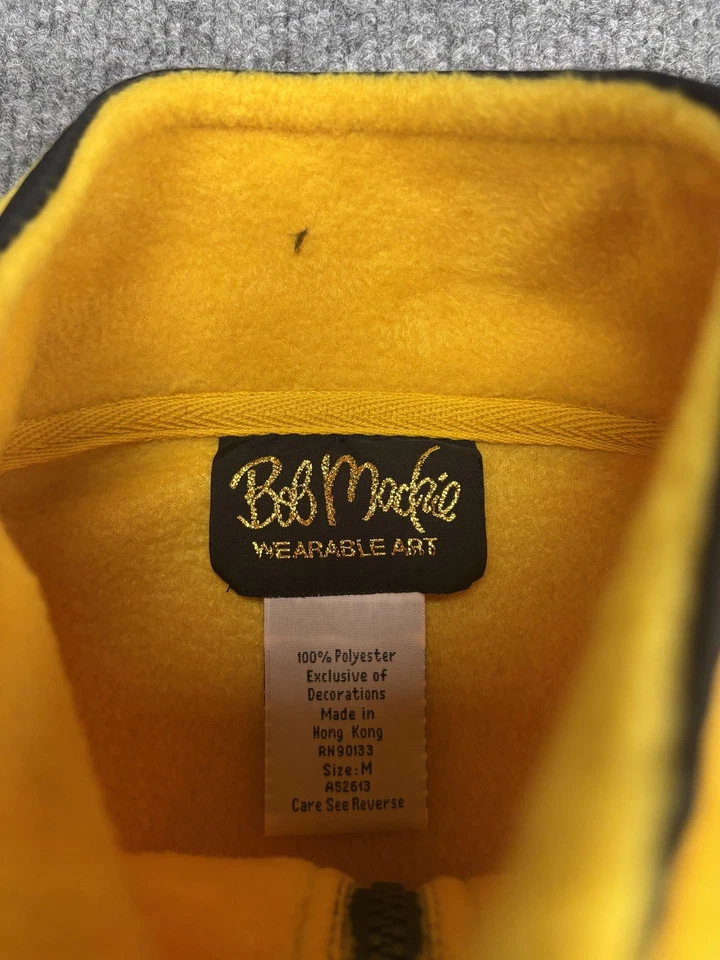 Bob Mackie
WEARABLE ART
100% Polyester
Exclusive of
Decorations
Made in
Hong Kong
RN90133
Size: M
A52613
Care See Reverse